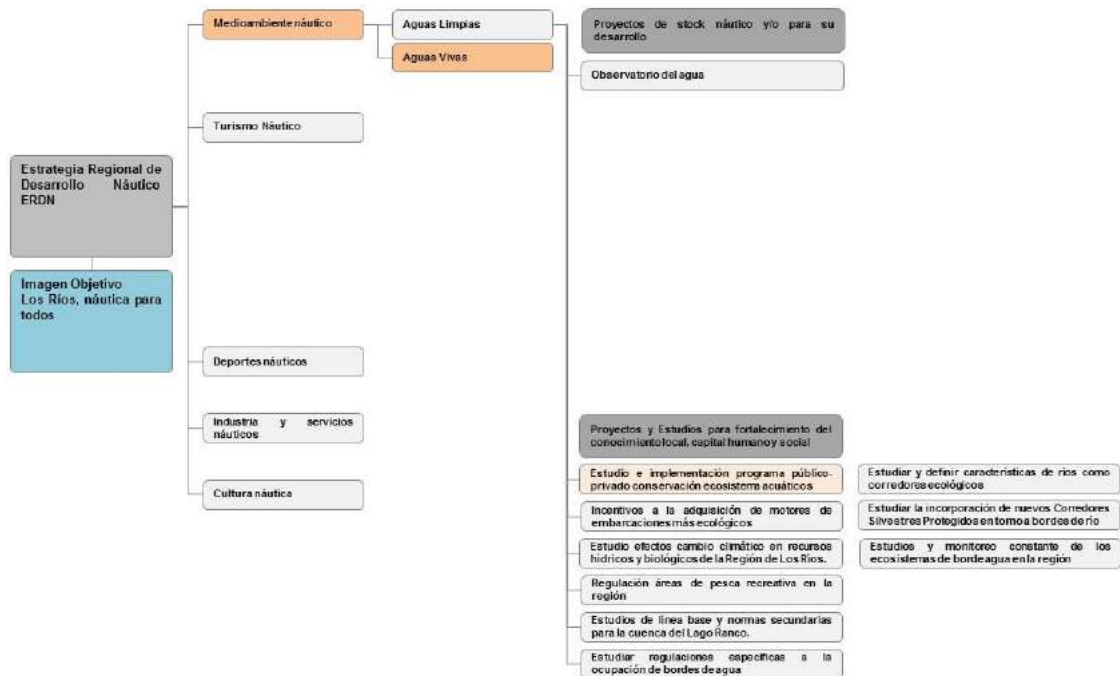 Estrategia Regional de
Desarrollo Náutico
ERDN
Imagen Objetivo
Los Ríos, náutica para
todos
Medioambiente náutico
Turismo Náutico
Deportes náuticos
Industria y servicios
náuticos
Cultura náutica
Aguas Limpias
Aguas Vivas
Proyectos de stock náutico y/o para su
desarrollo
Observatorio del agua
Proyectos y Estudios para fortalecimiento del
conocimiento local, capital humano y social
Estudio e implementación programa público-
privado conservación ecosistema acuáticos
Incentivos a la adquisición de motores de
embarcaciones más ecológicos
Estudio efectos cambio climático en recursos
hídricos y biológicos de la Región de Los Ríos.
Regulación áreas de pesca recreativa en la
región
Estudios de línea base y normas secundarias
para la cuenca del Lago Ranco.
Estudiar regulaciones específicas a la
ocupación de bordes de agua
Estudiar y definir características de ríos como
corredores ecológicos
Estudiar la incorporación de nuevos Corredores
Silvestres Protegidos en torno a bordes de río
Estudios y monitoreo constante de los
ecosistemas de borde agua en la región